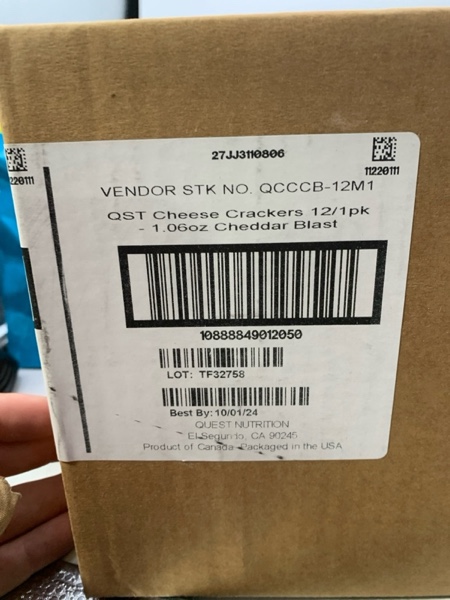 27JJ3110806
220111
11220111
VENDOR STK NO. QCCCB-12M1
QST Cheese Crackers 12/1pk
- 1.06oz Cheddar Blast
10888849012050
LOT: TF32758
Best By: 10/01/24
QUEST NUTRITION
El Segundo, CA 90245
Product of Canada Packaged in the USA